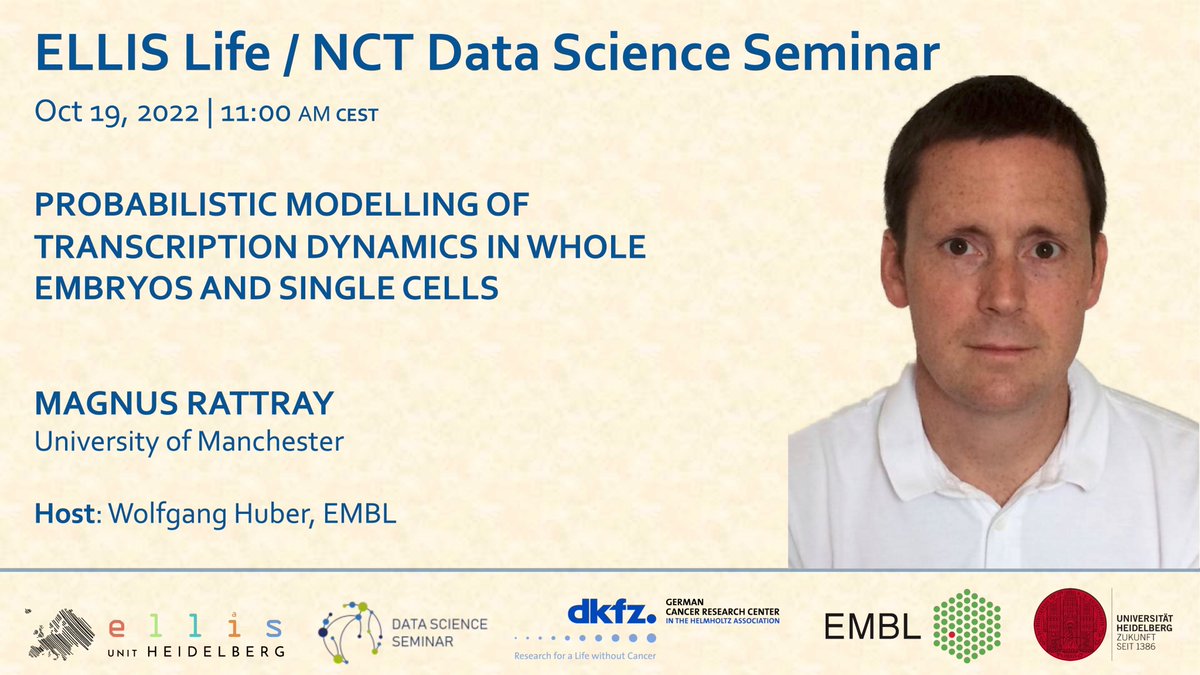 ELLIS Life / NCT Data Science Seminar
Oct 19, 2022 | 11:00 AM CEST
PROBABILISTIC MODELLING OF
TRANSCRIPTION DYNAMICS IN WHOLE
EMBRYOS AND SINGLE CELLS
MAGNUS RATTRAY
University of Manchester
Host: Wolfgang Huber, EMBL
ellis
UNIT HEIDELBERG
DATA SCIENCE
SEMINAR
dkfz.
GERMAN
CANCER RESEARCH CENTER
IN THE HELMHOLTZ ASSOCIATION
Research for a Life without Cancer
EMBL
UNIVERSITÄT
HEIDELBERG
ZUKUNFT
SEIT 1386